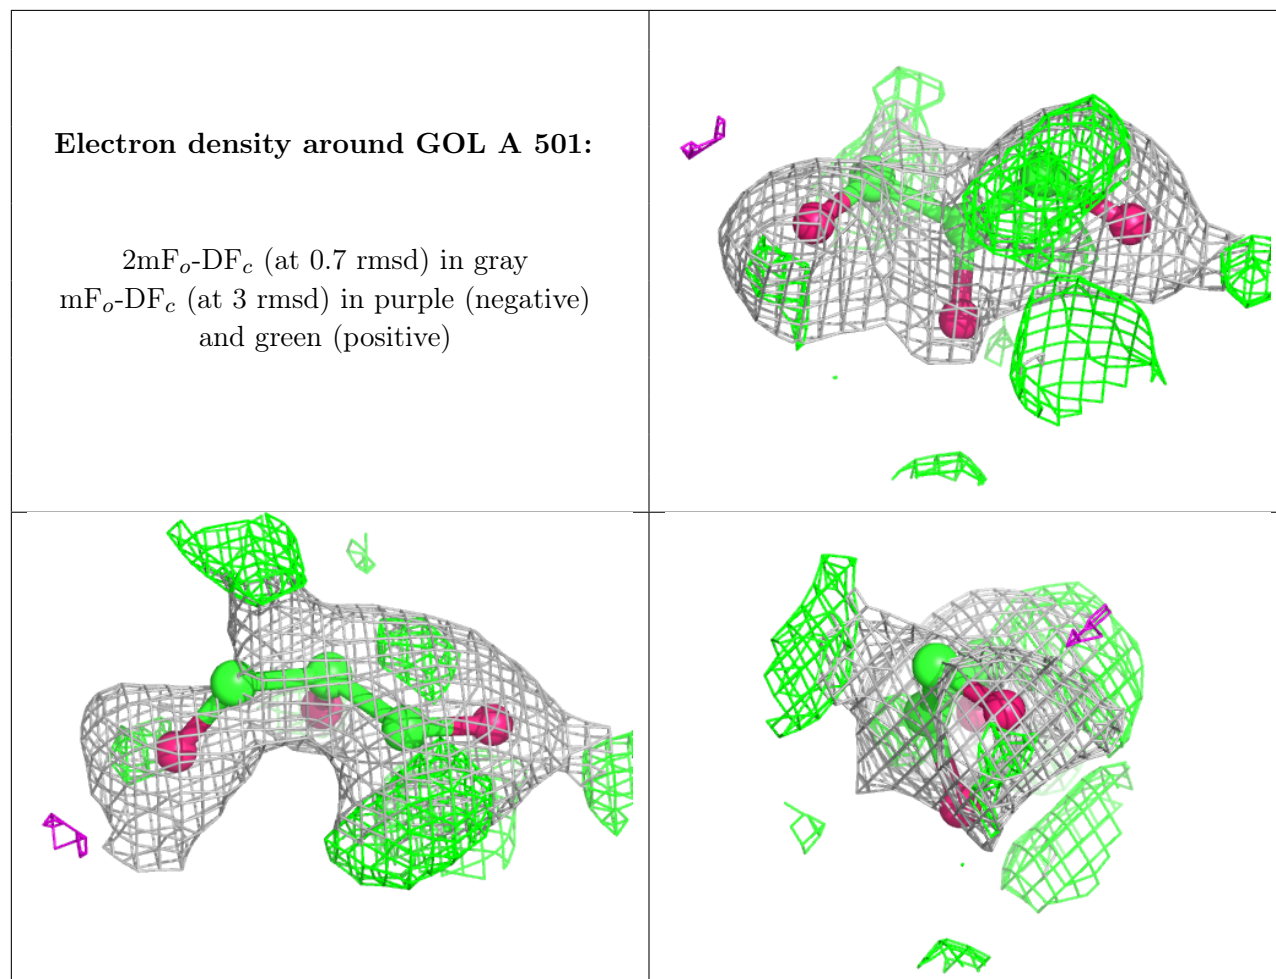 Electron density around GOL A 501:
2mFo-DFc (at 0.7 rmsd) in gray
mFo-DFc (at 3 rmsd) in purple (negative)
and green (positive)